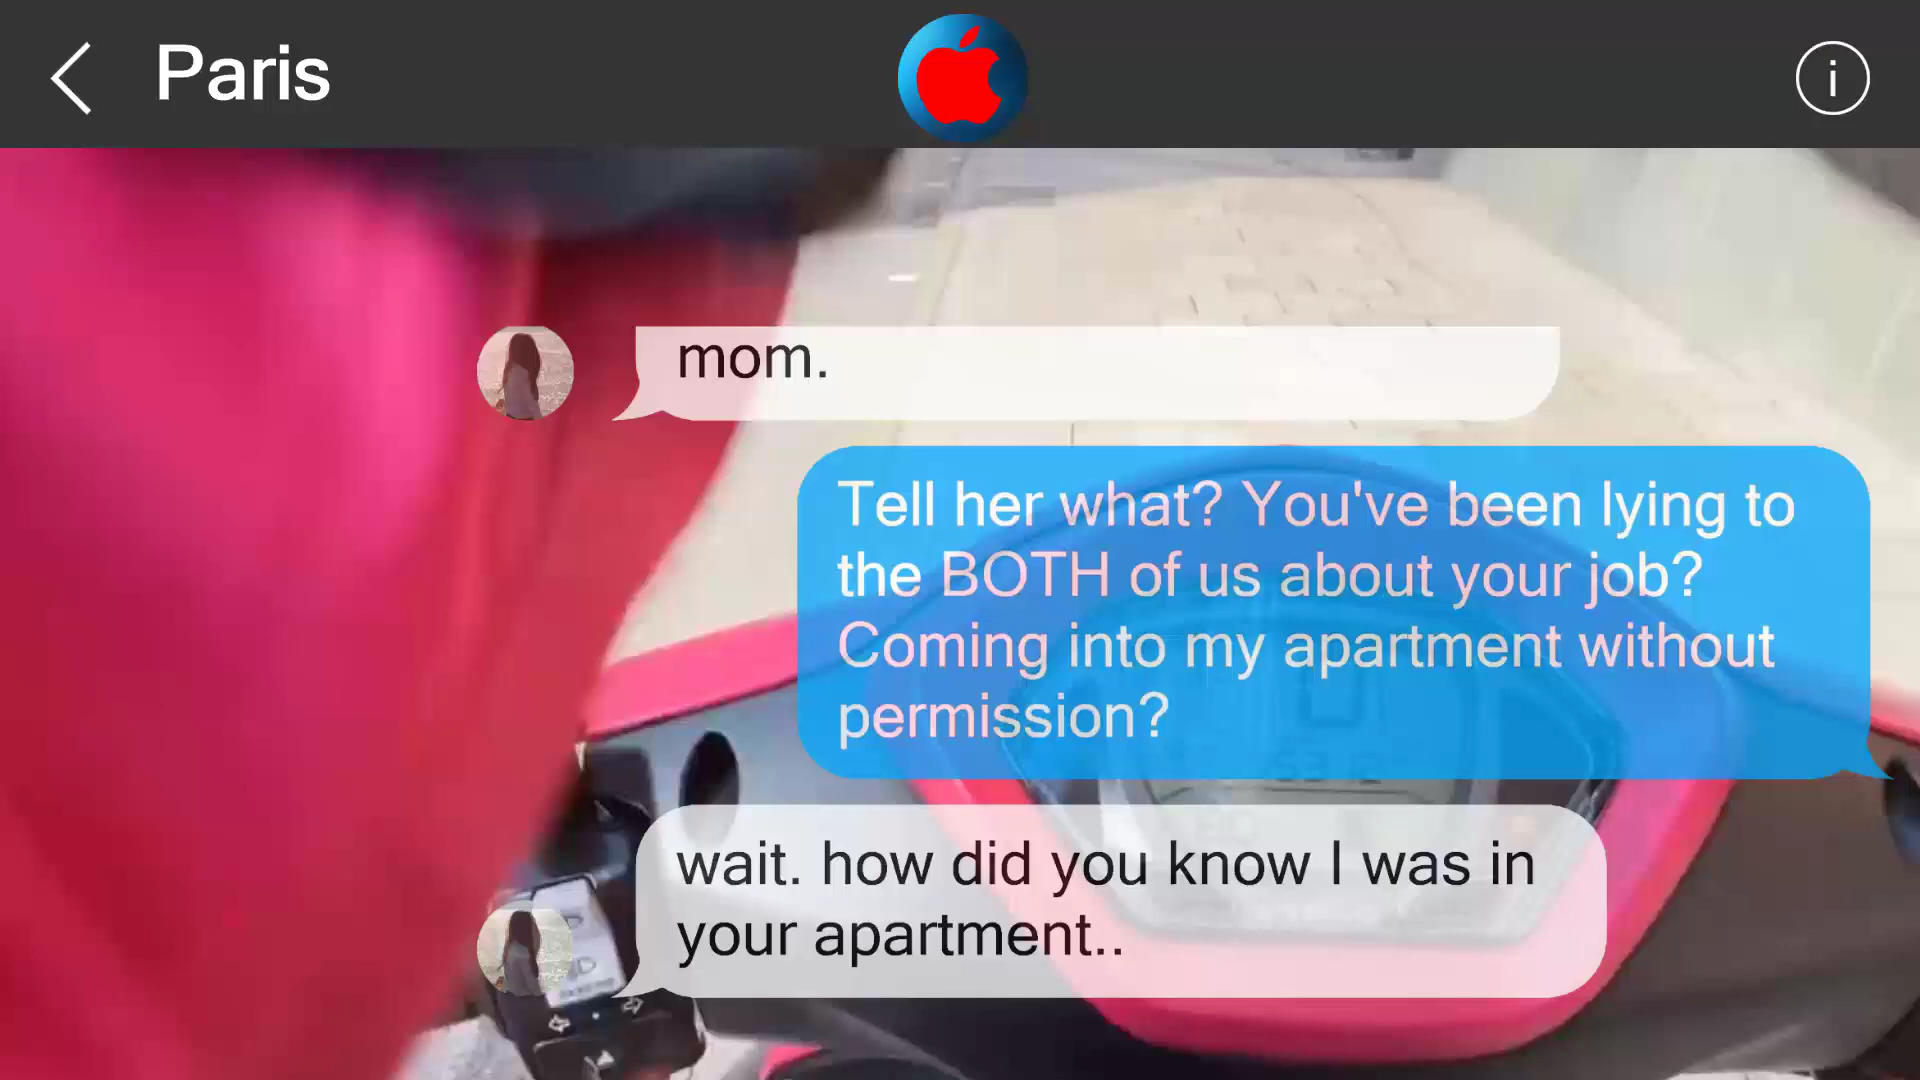 Paris
i
mom.
Tell her what? You've been lying to
the BOTH of us about your job?
Coming into my apartment without
permission?
wait. how did you know I was in
your apartment..